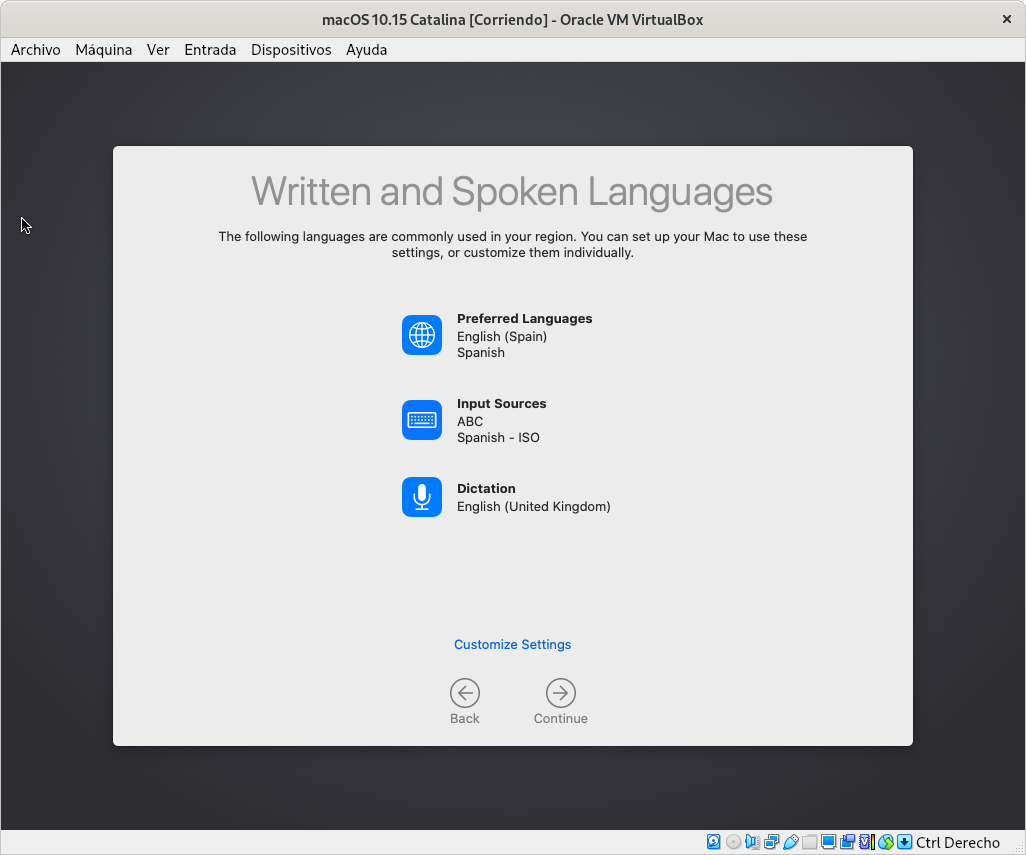 macOS 10.15 Catalina [Corriendo] - Oracle VM VirtualBox
Archivo Máquina Ver Entrada Dispositivos Ayuda
Written and Spoken Languages
The following languages are commonly used in your region. You can set up your Mac to use these
settings, or customize them individually.
Preferred Languages
English (Spain)
Spanish
Input Sources
ABC
Spanish - ISO
Dictation
English (United Kingdom)
Customize Settings
Back Continue
Ctrl Derecho